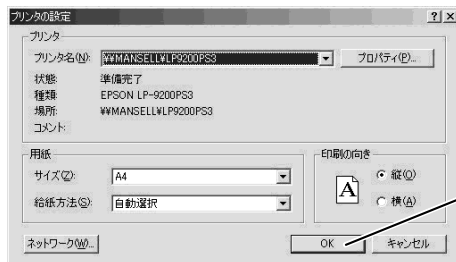 プリンタの設定
? ×
プリンタ
プリンタ名(N): ¥¥MANSELL¥LP9200PS3 プロパティ(P)...
状態: 準備完了
種類: EPSON LP-9200PS3
場所: ¥¥MANSELL¥LP9200PS3
コメント:
用紙
サイズ(Z): A4
給紙方法(S): 自動選択
印刷の向き
A
縦(O)
横(A)
ネットワーク(W)... OK キャンセル